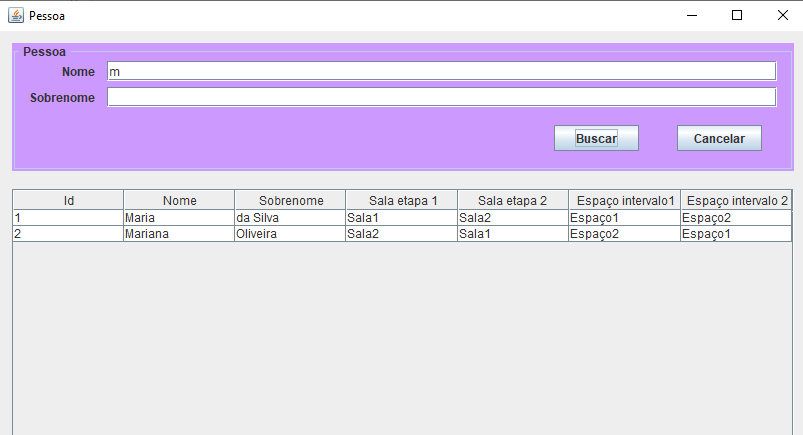 Pessoa
Pessoa
Nome m
Sobrenome
Buscar Cancelar
Id Nome Sobrenome Sala etapa 1 Sala etapa 2 Espaço intervalo1 Espaço intervalo 2
1 Maria da Silva Sala1 Sala2 Espaço1 Espaço2
2 Mariana Oliveira Sala2 Sala1 Espaço2 Espaço1